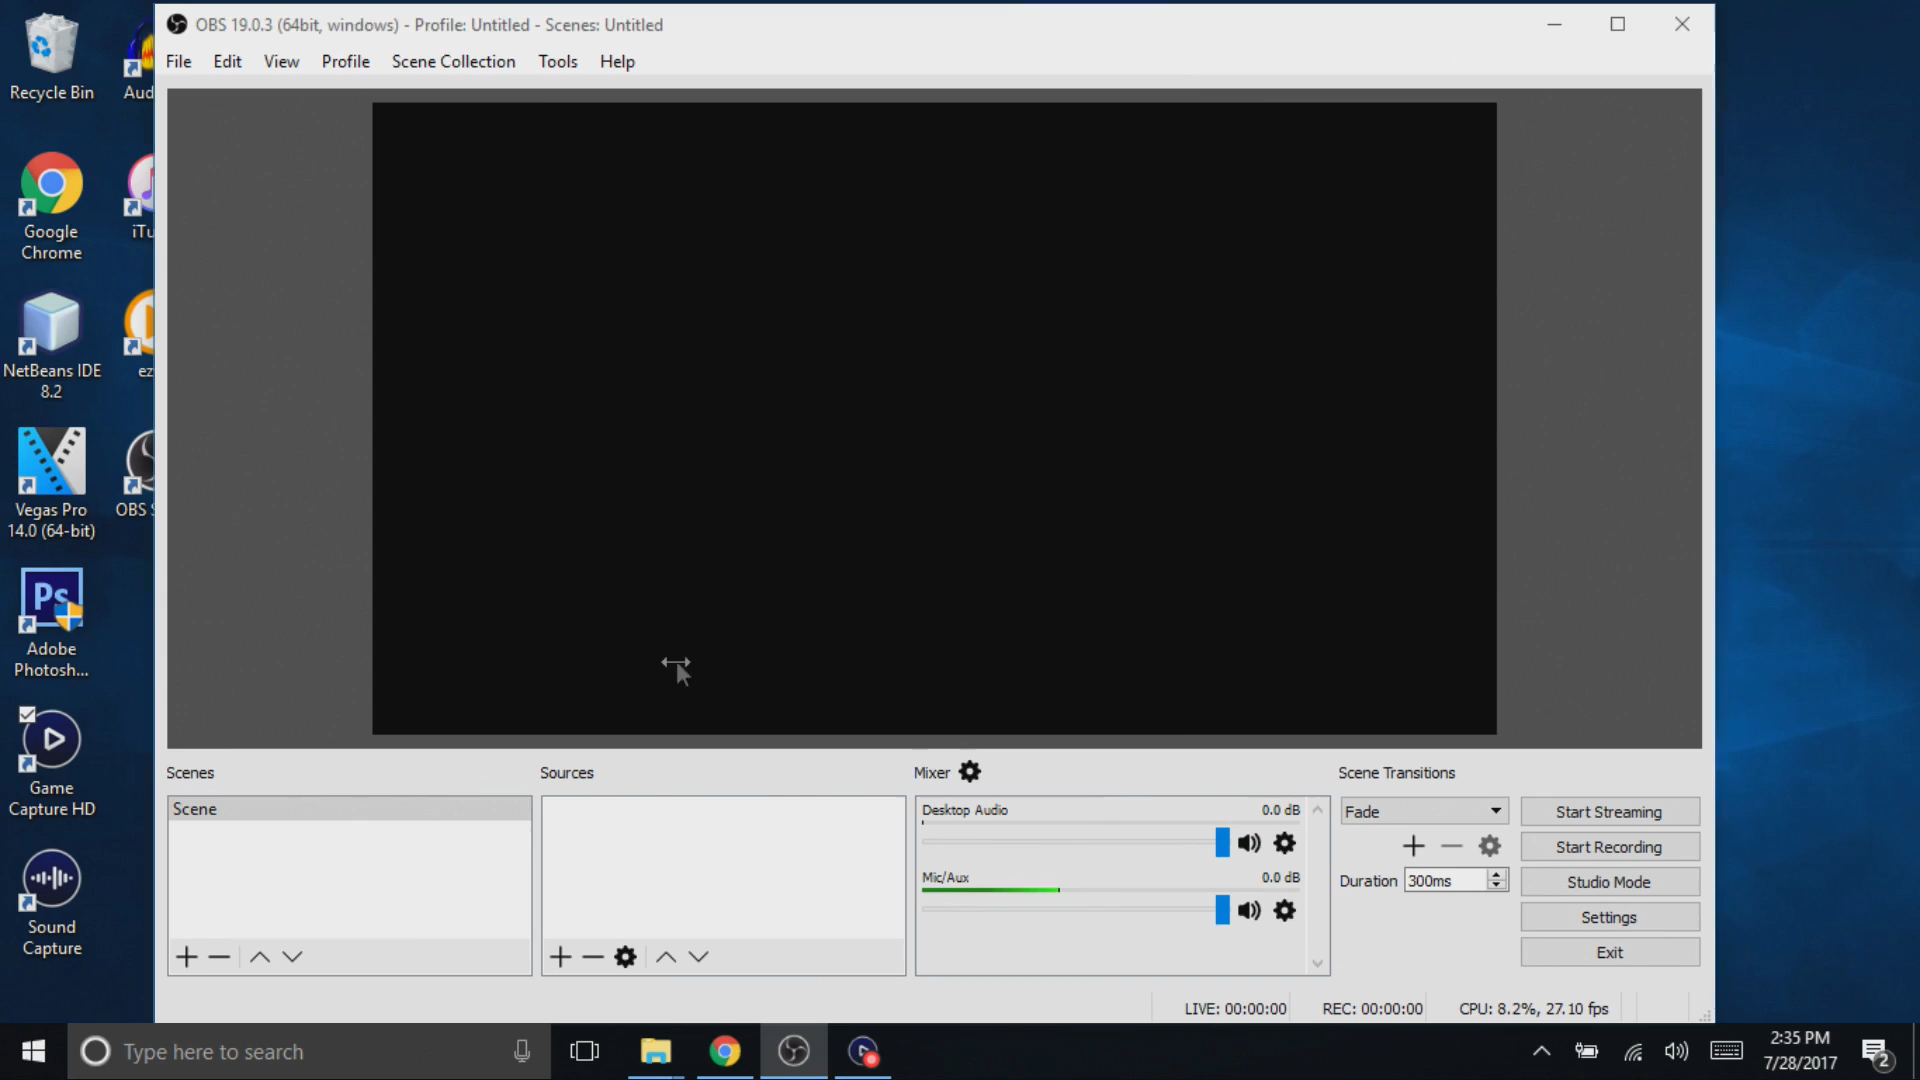 OBS 19.0.3 (64bit, windows) - Profile: Untitled - Scenes: Untitled
File Edit View Profile Scene Collection Tools Help
Recycle Bin
Aud
Google
Chrome
iTu
NetBeans IDE
8.2
ez
Vegas Pro
14.0 (64-bit)
OBS S
Ps
Adobe
Photosh...
Game
Capture HD
Sound
Capture
Scenes
Scene
Sources
Mixer
Desktop Audio 0.0 dB
Mic/Aux 0.0 dB
Scene Transitions
Fade
Duration 300ms
Start Streaming
Start Recording
Studio Mode
Settings
Exit
LIVE: 00:00:00 REC: 00:00:00 CPU: 8.2%, 27.10 fps
Type here to search
2:35 PM
7/28/2017
2